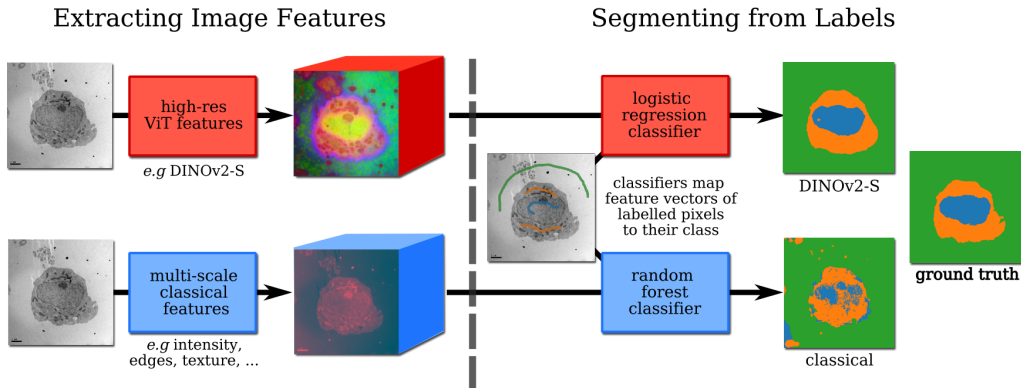 Extracting Image Features
Segmenting from Labels
high-res
ViT features
e.g DINOv2-S
logistic
regression
classifier
DINOv2-S
classifiers map
feature vectors of
labelled pixels
to their class
ground truth
multi-scale
classical
features
e.g intensity,
edges, texture, ...
random
forest
classifier
classical